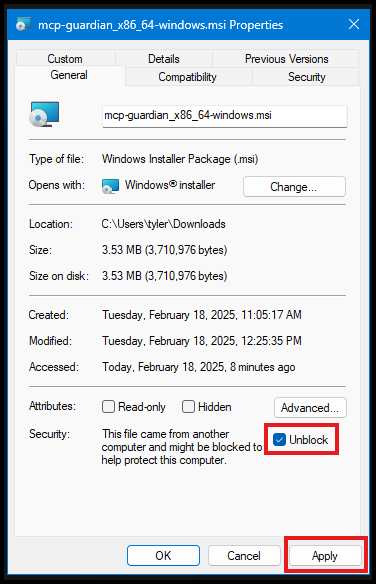 mcp-guardian_x86_64-windows.msi Properties
Custom Details Previous Versions
General Compatibility Security
mcp-guardian_x86_64-windows.msi
Type of file: Windows Installer Package (.msi)
Opens with: Windows® installer Change...
Location: C:\Users\tyler\Downloads
Size: 3.53 MB (3,710,976 bytes)
Size on disk: 3.53 MB (3,710,976 bytes)
Created: Tuesday, February 18, 2025, 11:05:17 AM
Modified: Tuesday, February 18, 2025, 12:25:35 PM
Accessed: Today, February 18, 2025, 8 minutes ago
Attributes: Read-only Hidden Advanced...
Security: This file came from another
computer and might be blocked to
help protect this computer.
Unblock
OK Cancel Apply